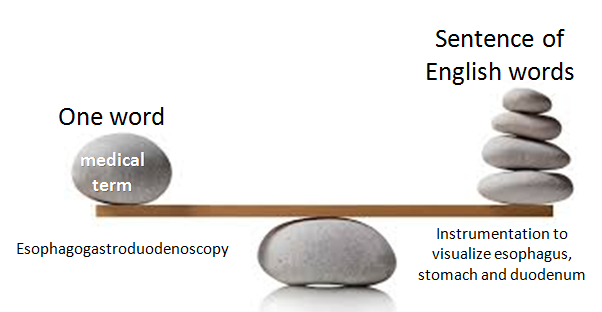 Sentence of
English words
One word
medical
term
Esophagogastroduodenoscopy
Instrumentation to
visualize esophagus,
stomach and duodenum